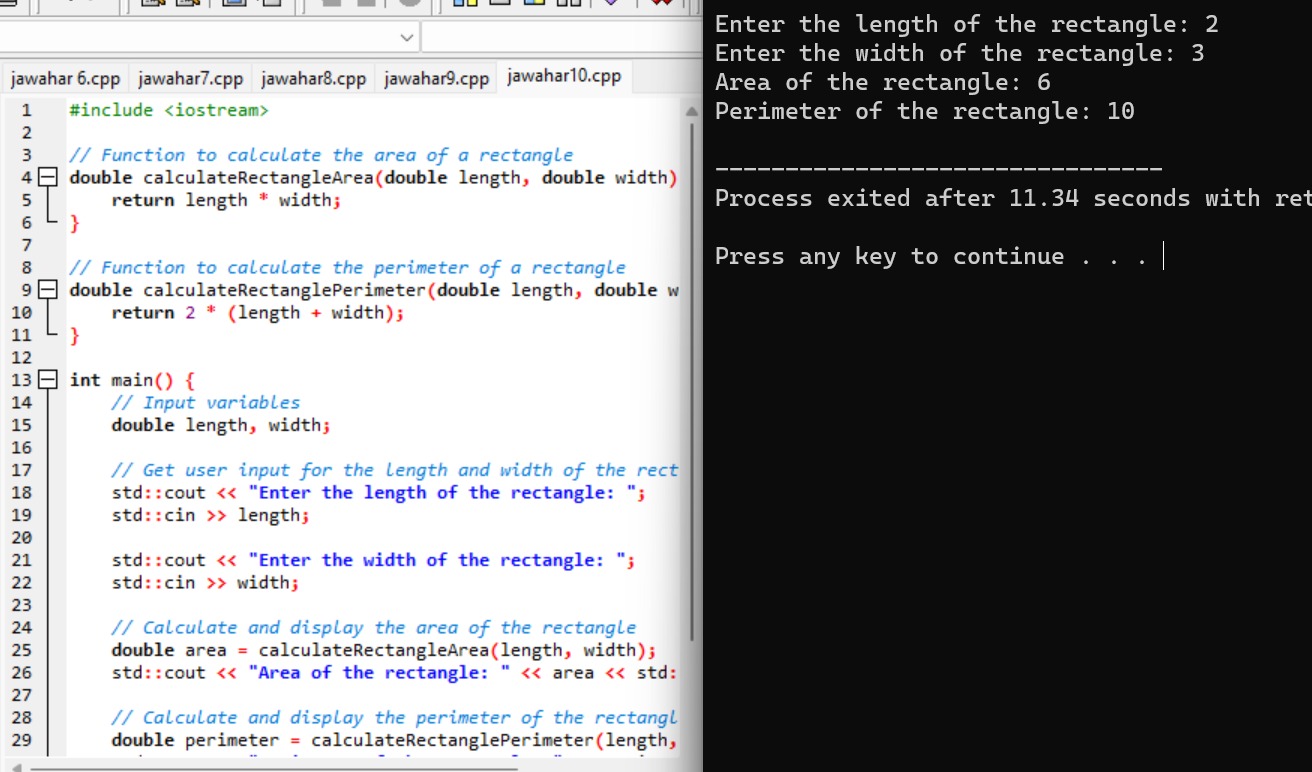 jawahar 6.cpp jawahar7.cpp jawahar8.cpp jawahar9.cpp jawahar10.cpp
1 #include <iostream>
2
3 // Function to calculate the area of a rectangle
4 double calculateRectangleArea(double length, double width)
5 return length * width;
6 }
7
8 // Function to calculate the perimeter of a rectangle
9 double calculateRectanglePerimeter(double length, double w
10 return 2 * (length + width);
11 }
12
13 int main() {
14 // Input variables
15 double length, width;
16
17 // Get user input for the length and width of the rect
18 std::cout << "Enter the length of the rectangle: ";
19 std::cin >> length;
20
21 std::cout << "Enter the width of the rectangle: ";
22 std::cin >> width;
23
24 // Calculate and display the area of the rectangle
25 double area = calculateRectangleArea(length, width);
26 std::cout << "Area of the rectangle: " << area << std:
27
28 // Calculate and display the perimeter of the rectangl
29 double perimeter = calculateRectanglePerimeter(length,
Enter the length of the rectangle: 2
Enter the width of the rectangle: 3
Area of the rectangle: 6
Perimeter of the rectangle: 10
--------------------------------
Process exited after 11.34 seconds with ret
Press any key to continue . . .